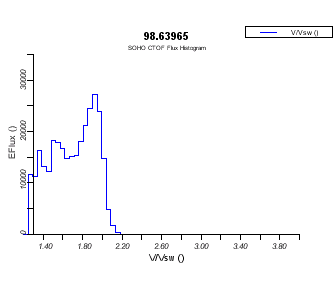 98.63965
SOHO CTOF Flux Histogram
V/Vsw ()
EFlux ()
30000
20000
10000
0
1.40 1.80 2.20 2.60 3.00 3.40 3.80
V/Vsw ()